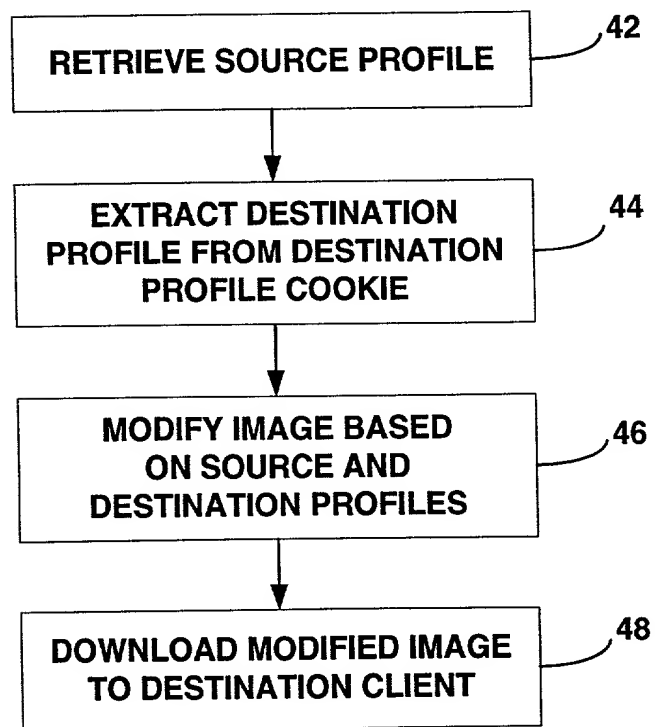 RETRIEVE SOURCE PROFILE
42
EXTRACT DESTINATION
PROFILE FROM DESTINATION
PROFILE COOKIE
44
MODIFY IMAGE BASED
ON SOURCE AND
DESTINATION PROFILES
46
DOWNLOAD MODIFIED IMAGE
TO DESTINATION CLIENT
48